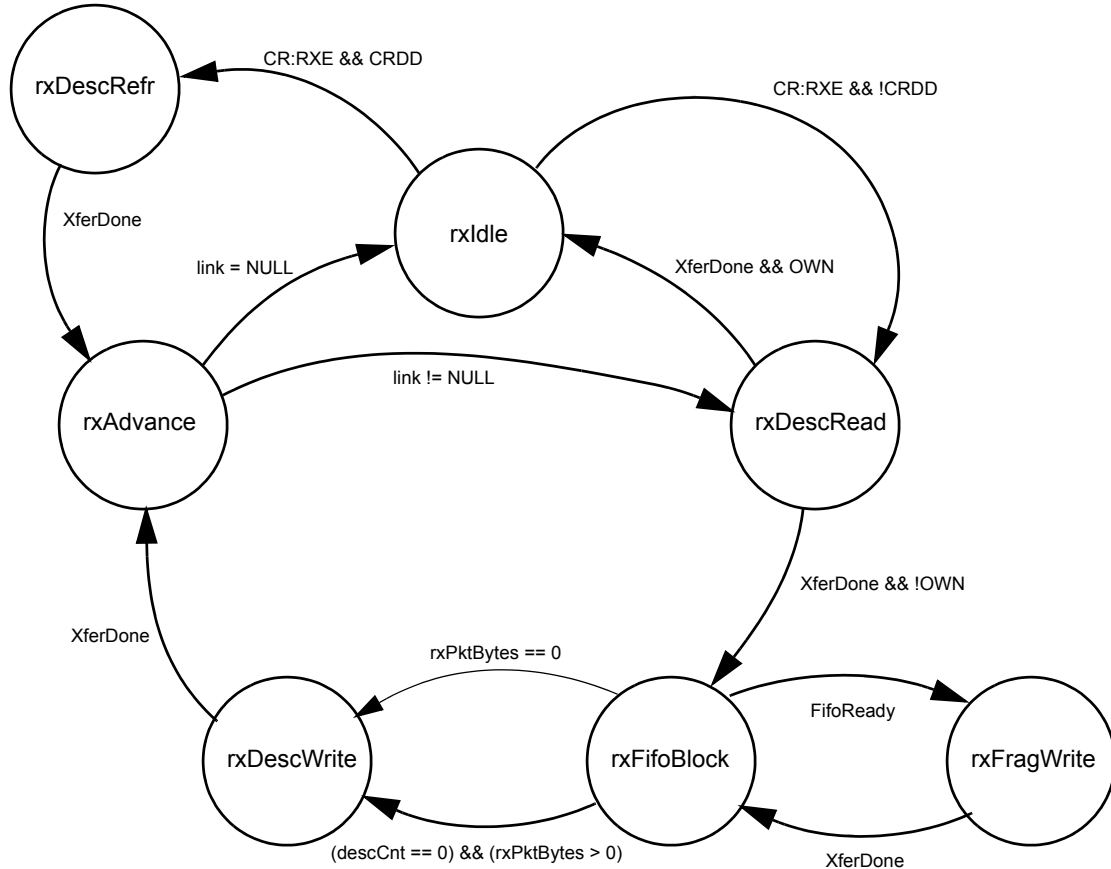 CR:RXE && CRDD
rxDescRefr
CR:RXE && !CRDD
XferDone
rxIdle
link = NULL
XferDone && OWN
link != NULL
rxAdvance
rxDescRead
XferDone && !OWN
XferDone
rxPktBytes == 0
FifoReady
rxDescWrite
rxFifoBlock
rxFragWrite
(descCnt == 0) && (rxPktBytes > 0)
XferDone